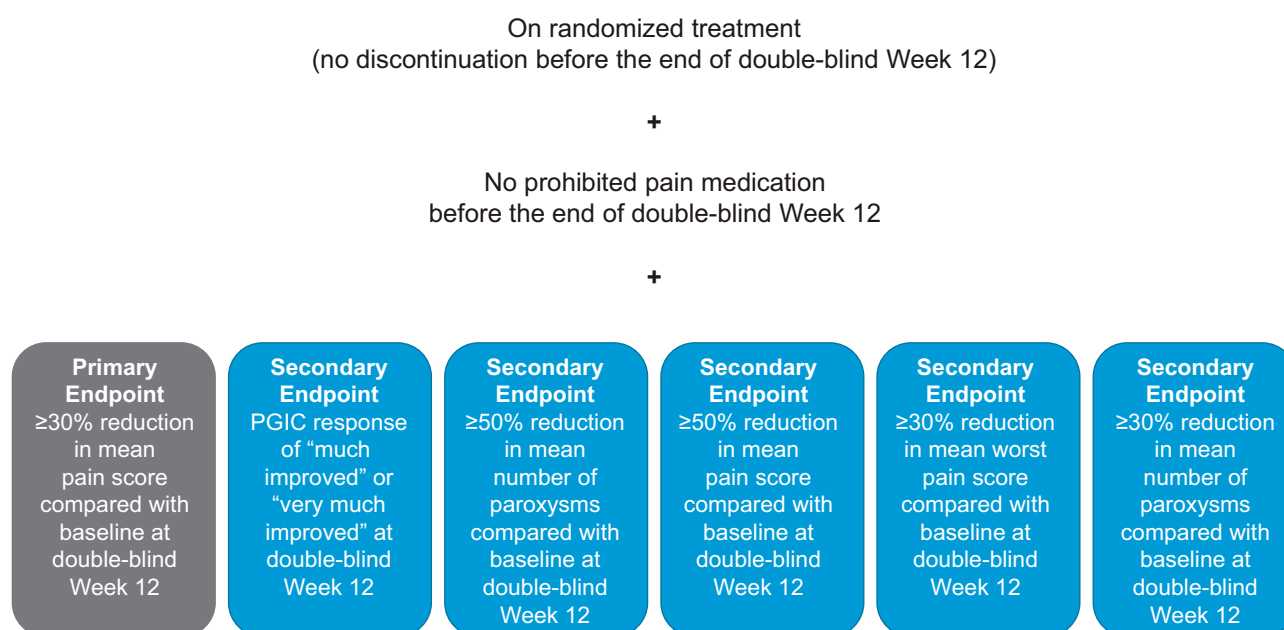 On randomized treatment
(no discontinuation before the end of double-blind Week 12)
+
No prohibited pain medication
before the end of double-blind Week 12
+
Primary
Endpoint
≥30% reduction
in mean
pain score
compared with
baseline at
double-blind
Week 12
Secondary
Endpoint
PGIC response
of “much
improved” or
“very much
improved” at
double-blind
Week 12
Secondary
Endpoint
≥50% reduction
in mean
number of
paroxysms
compared with
baseline at
double-blind
Week 12
Secondary
Endpoint
≥50% reduction
in mean
pain score
compared with
baseline at
double-blind
Week 12
Secondary
Endpoint
≥30% reduction
in mean worst
pain score
compared with
baseline at
double-blind
Week 12
Secondary
Endpoint
≥30% reduction
in mean
number of
paroxysms
compared with
baseline at
double-blind
Week 12